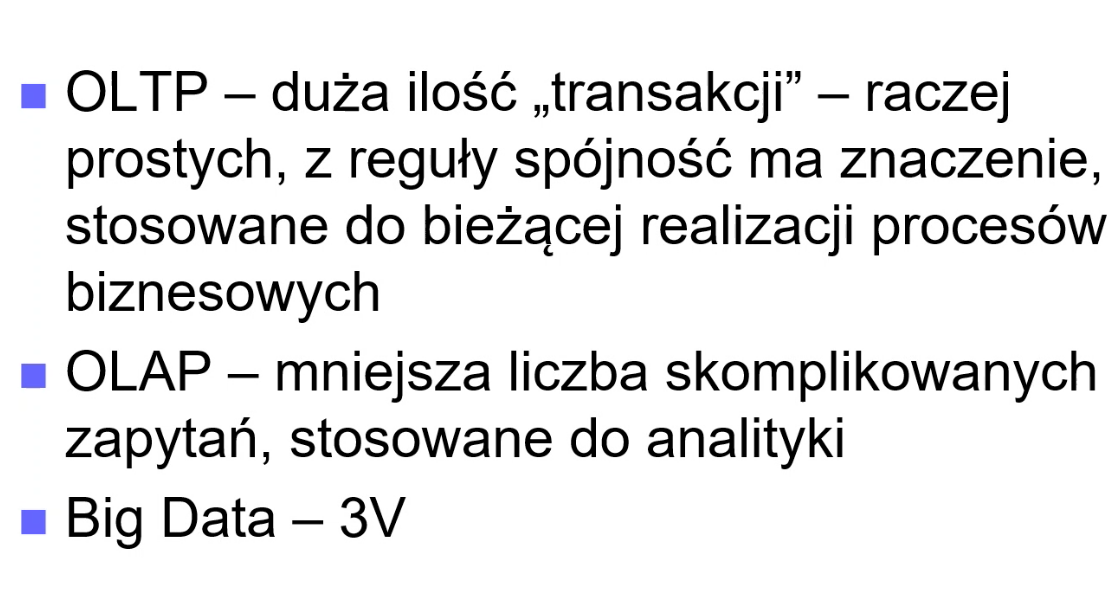 OLTP – duża ilość „transakcji” – raczej
prostych, z reguły spójność ma znaczenie,
stosowane do bieżącej realizacji procesów
biznesowych
OLAP – mniejsza liczba skomplikowanych
zapytań, stosowane do analityki
Big Data – 3V